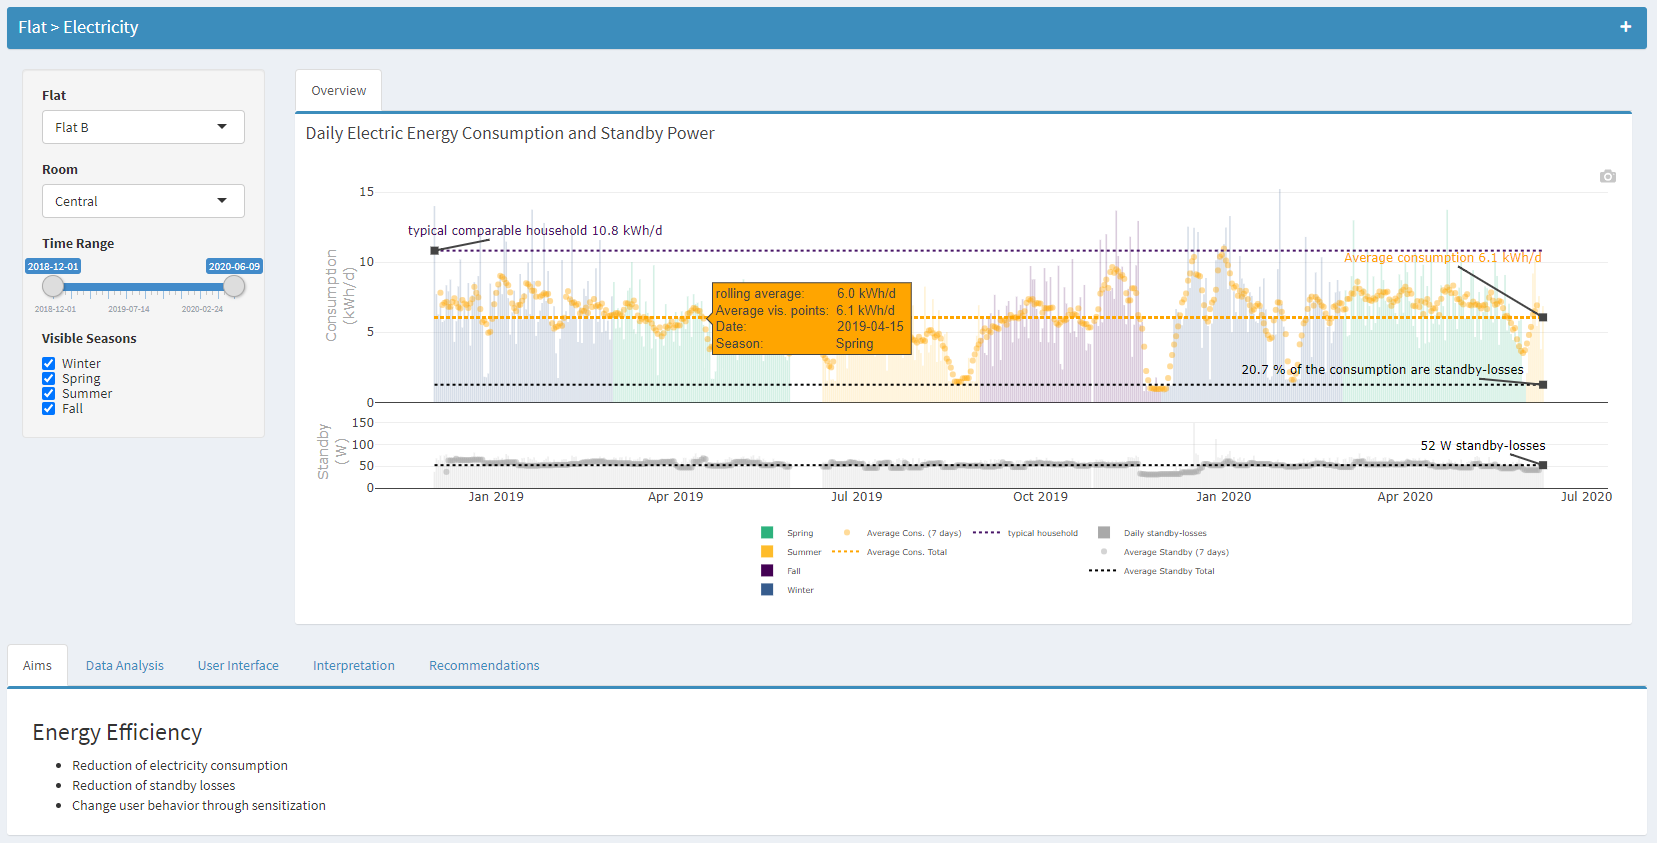 Flat > Electricity
+
Flat
Flat B
Room
Central
Time Range
2018-12-01 2020-06-09
2018-12-01 2019-07-14 2020-02-24
Visible Seasons
Winter
Spring
Summer
Fall
Overview
Daily Electric Energy Consumption and Standby Power
Consumption
(kWh/d)
15
10
5
0
typical comparable household 10.8 kWh/d
Average consumption 6.1 kWh/d
rolling average: 6.0 kWh/d
Average vis. points: 6.1 kWh/d
Date: 2019-04-15
Season: Spring
20.7 % of the consumption are standby-losses
Standby
(W)
150
100
50
0
52 W standby-losses
Jan 2019 Apr 2019 Jul 2019 Oct 2019 Jan 2020 Apr 2020 Jul 2020
Spring Average Cons. (7 days) typical household Daily standby-losses
Summer Average Cons. Total Average Standby (7 days)
Fall Average Standby Total
Winter
Aims Data Analysis User Interface Interpretation Recommendations
Energy Efficiency
Reduction of electricity consumption
Reduction of standby losses
Change user behavior through sensitization